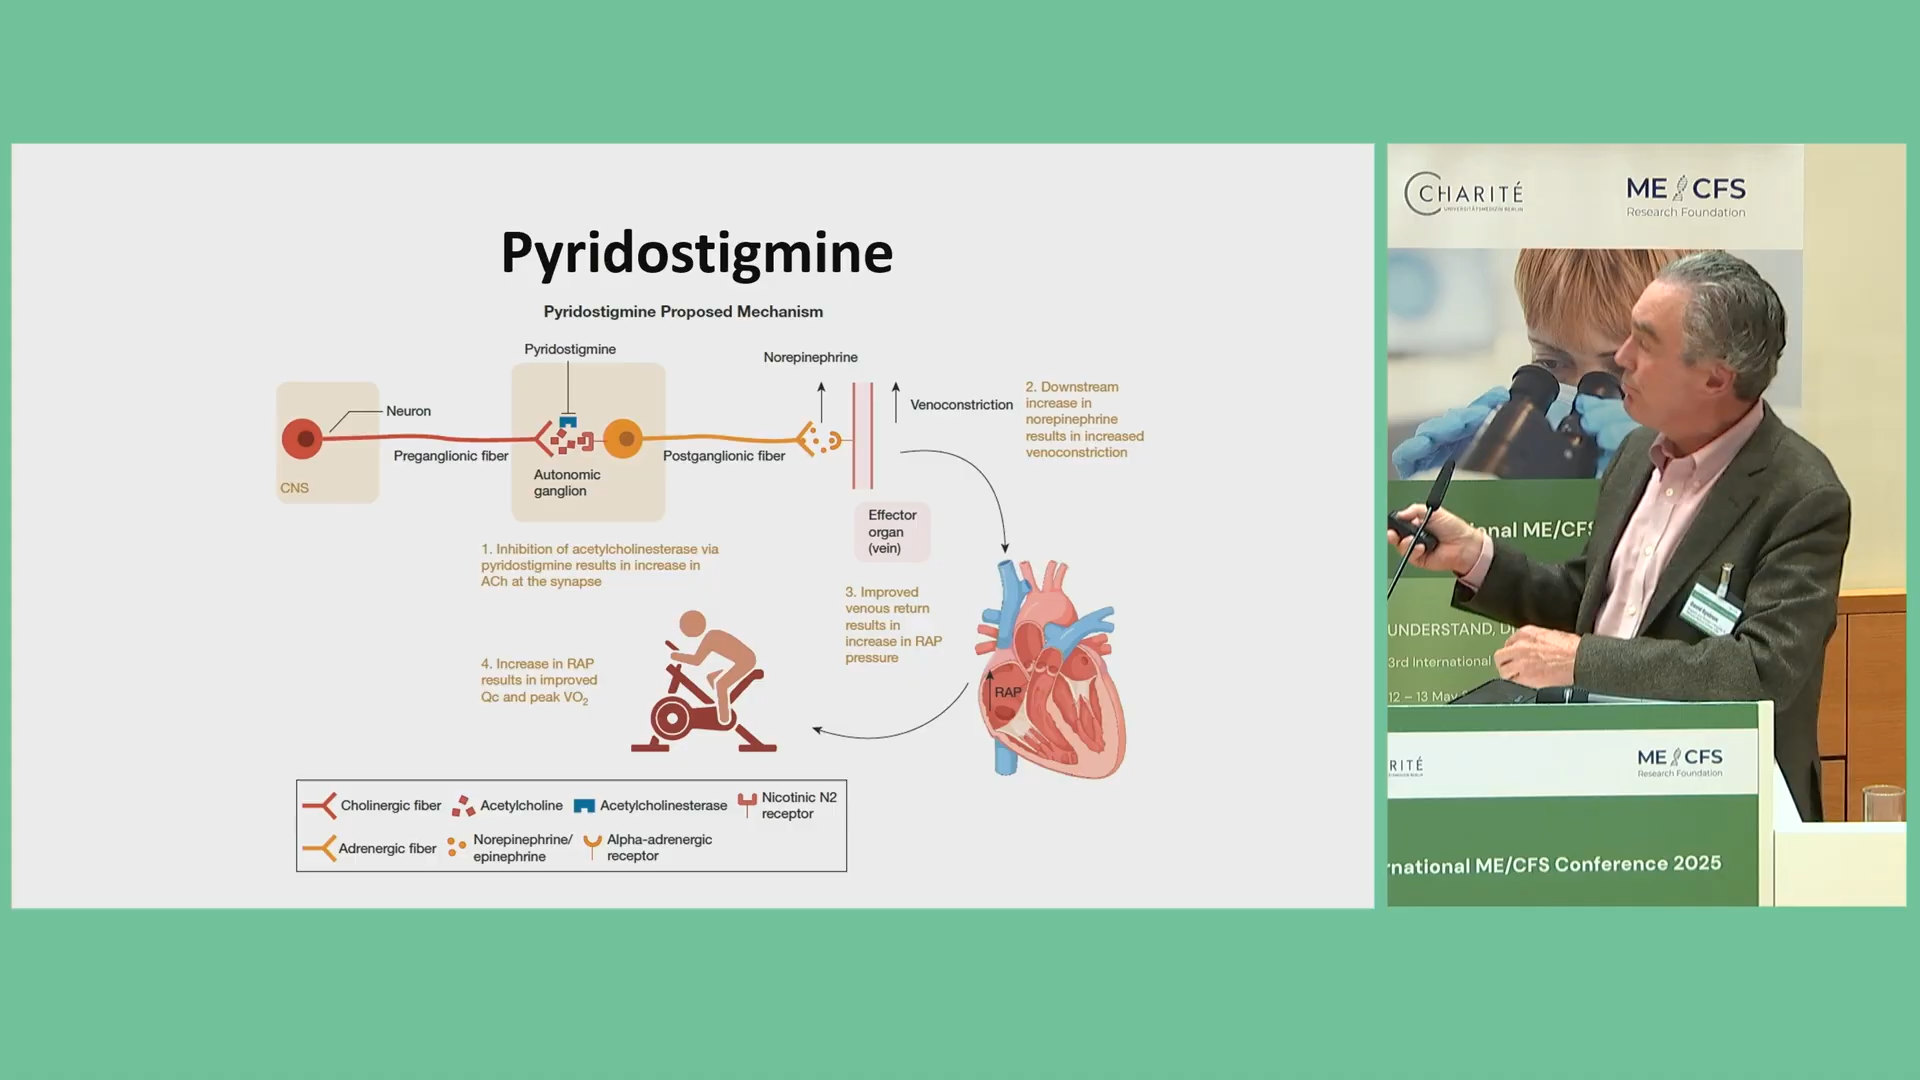 Pyridostigmine
Pyridostigmine Proposed Mechanism
Pyridostigmine
Norepinephrine
Neuron
Venoconstriction
2. Downstream
increase in
norepinephrine
results in increased
venoconstriction
Preganglionic fiber
Postganglionic fiber
CNS
Autonomic
ganglion
Effector
organ
(vein)
1. Inhibition of acetylcholinesterase via
pyridostigmine results in increase in
ACh at the synapse
3. Improved
venous return
results in
increase in RAP
pressure
4. Increase in RAP
results in improved
Qc and peak VO2
RAP
Cholinergic fiber
Acetylcholine
Acetylcholinesterase
Nicotinic N2
receptor
Adrenergic fiber
Norepinephrine/
epinephrine
Alpha-adrenergic
receptor
CHARITÉ
UNIVERSITÄTSMEDIZIN BERLIN
ME CFS
Research Foundation
onal ME/CFS
UNDERSTAND, D
3rd International
12 – 13 May
RITÉ
ME CFS
Research Foundation
rnational ME/CFS Conference 2025